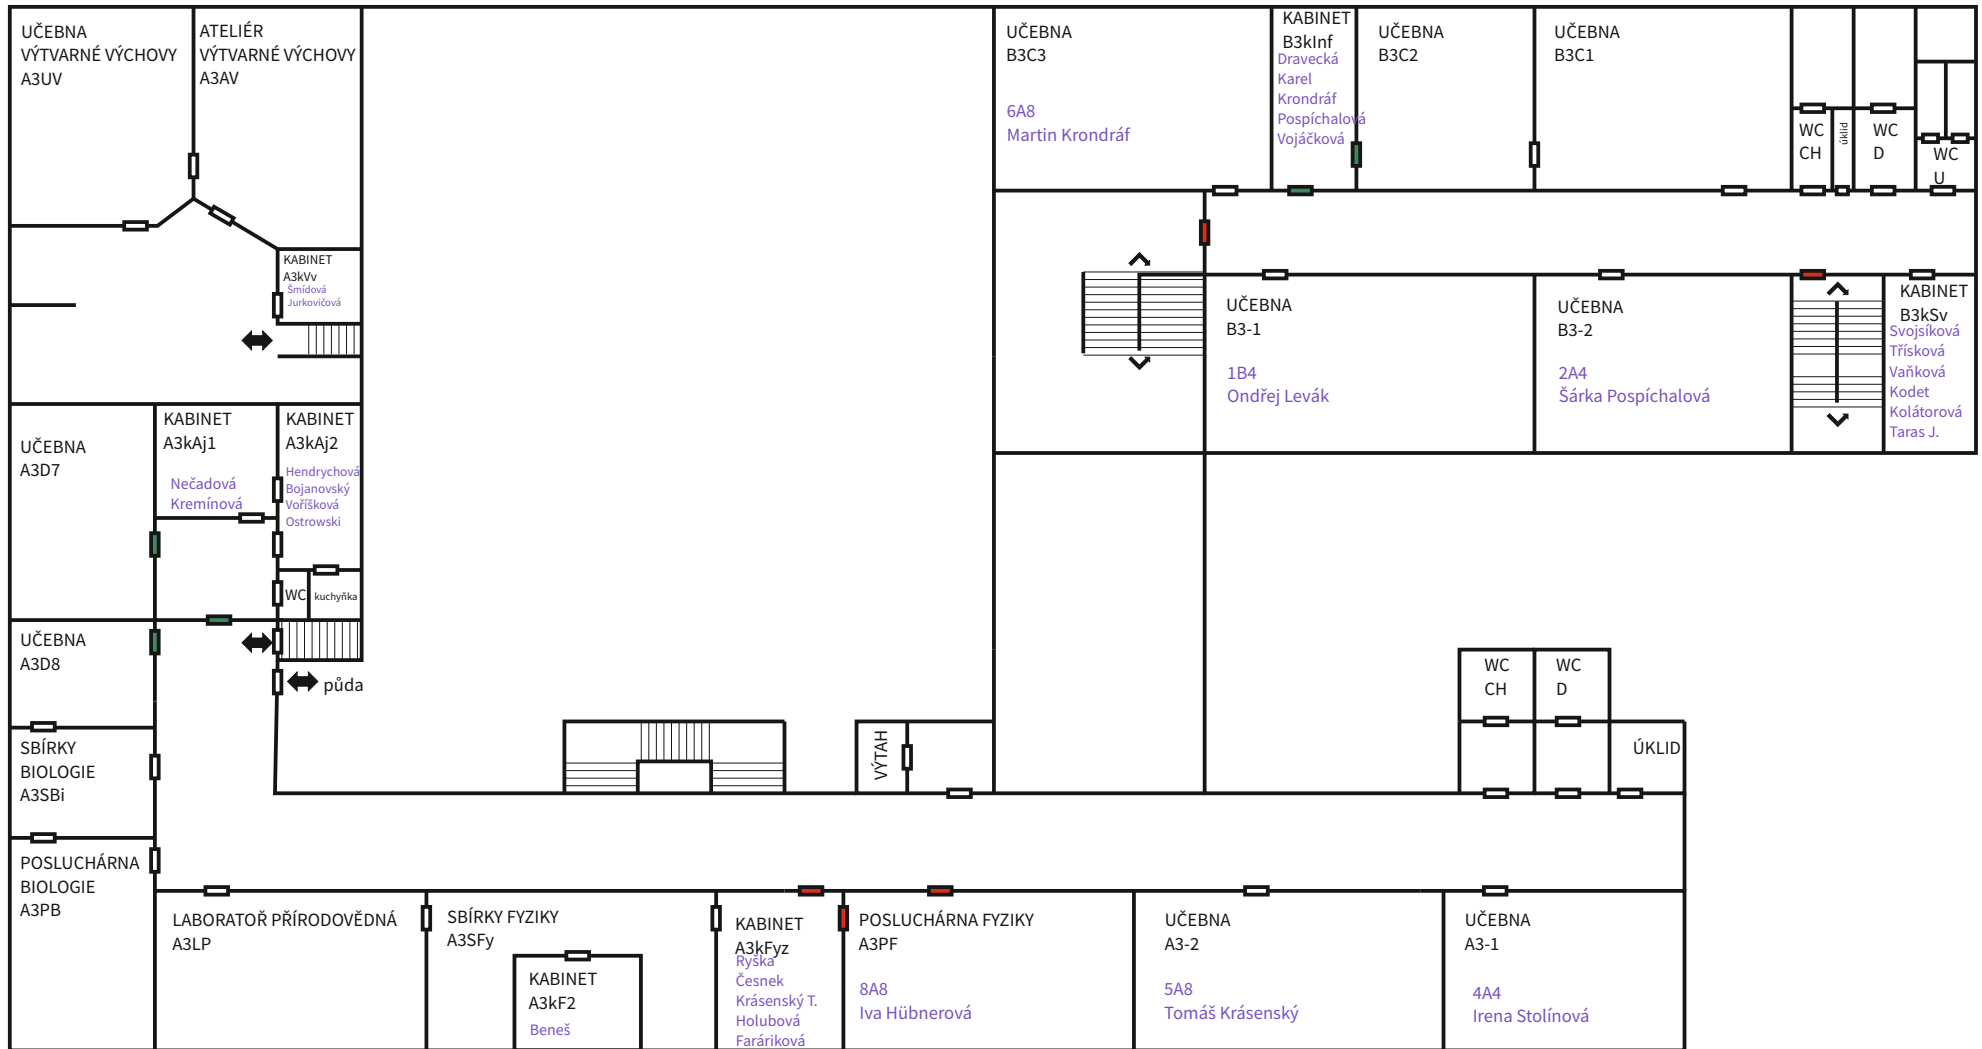 UČEBNA
VÝTVARNÉ VÝCHOVY
A3UV
ATELIÉR
VÝTVARNÉ VÝCHOVY
A3AV
UČEBNA
B3C3
6A8
Martin Krondráf
KABINET
B3kInf
Dravecká
Karel
Krondráf
Pospíchalová
Vojáčková
UČEBNA
B3C2
UČEBNA
B3C1
WC
CH
úklid
WC
D
WC
U
KABINET
A3kVv
Šmídová
Jurkovičová
UČEBNA
B3-1
1B4
Ondřej Levák
UČEBNA
B3-2
2A4
Šárka Pospíchalová
KABINET
B3kSv
Svojsíková
Třísková
Vaňková
Kodet
Kolátorová
Taras J.
UČEBNA
A3D7
KABINET
A3kAj1
Nečadová
Kremínová
KABINET
A3kAj2
Hendrychová
Bojanovský
Voříšková
Ostrowski
WC
kuchyňka
UČEBNA
A3D8
půda
WC
CH
WC
D
ÚKLID
VÝTAH
SBÍRKY
BIOLOGIE
A3SBi
POSLUCHÁRNA
BIOLOGIE
A3PB
LABORATOŘ PŘÍRODOVĚDNÁ
A3LP
SBÍRKY FYZIKY
A3SFy
KABINET
A3kF2
Beneš
KABINET
A3kFyz
Ryška
Česnek
Krásenský T.
Holubová
Faráriková
POSLUCHÁRNA FYZIKY
A3PF
8A8
Iva Hübnerová
UČEBNA
A3-2
5A8
Tomáš Krásenský
UČEBNA
A3-1
4A4
Irena Stolínová